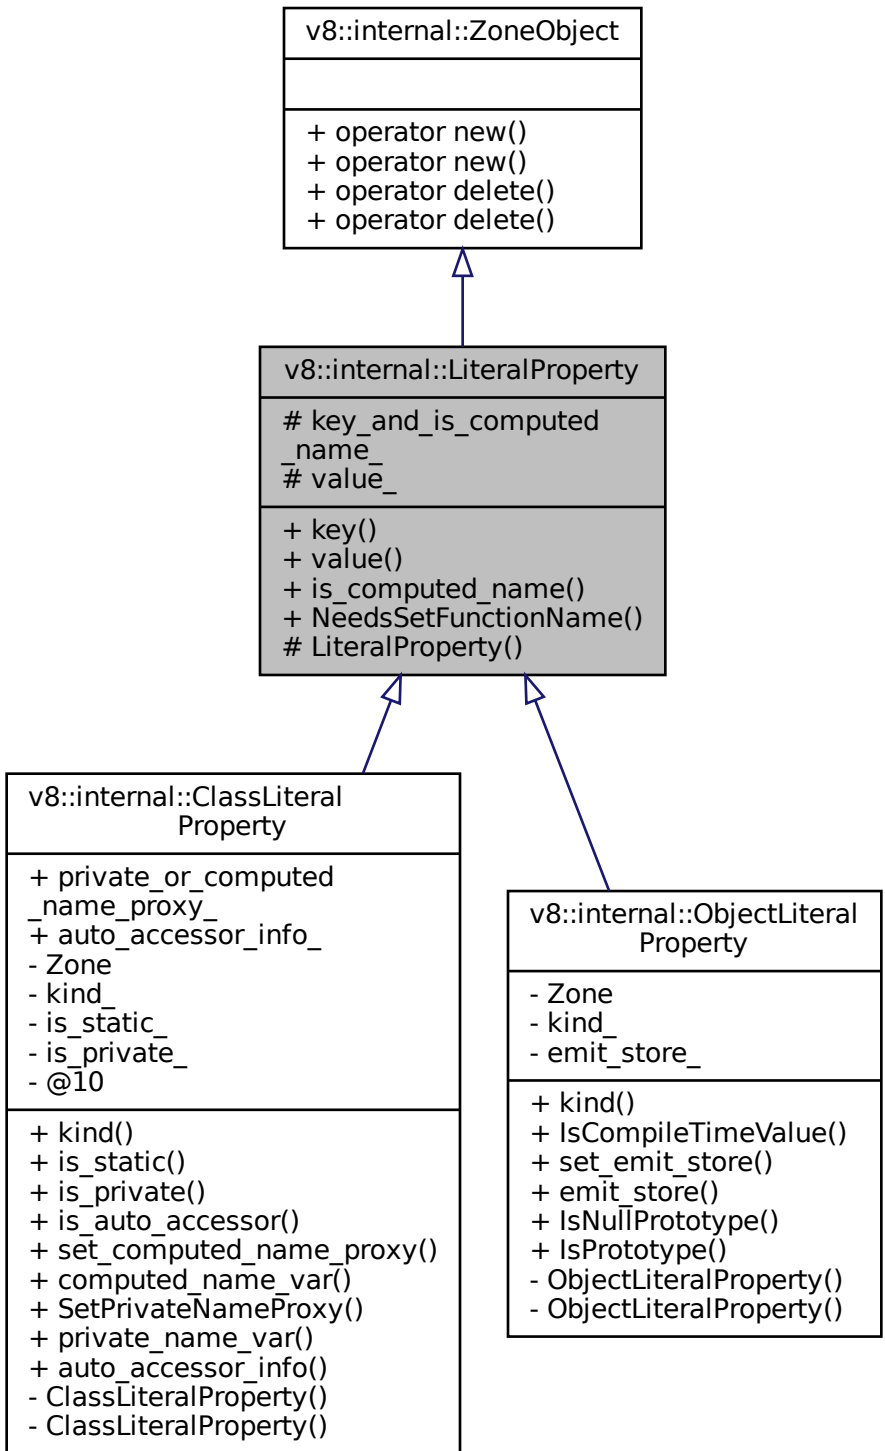 v8::internal::ZoneObject
+ operator new()
+ operator new()
+ operator delete()
+ operator delete()
v8::internal::LiteralProperty
# key_and_is_computed
_name_
# value_
+ key()
+ value()
+ is_computed_name()
+ NeedsSetFunctionName()
# LiteralProperty()
v8::internal::ClassLiteral
Property
+ private_or_computed
_name_proxy_
+ auto_accessor_info_
- Zone
- kind_
- is_static_
- is_private_
- @10
+ kind()
+ is_static()
+ is_private()
+ is_auto_accessor()
+ set_computed_name_proxy()
+ computed_name_var()
+ SetPrivateNameProxy()
+ private_name_var()
+ auto_accessor_info()
- ClassLiteralProperty()
- ClassLiteralProperty()
v8::internal::ObjectLiteral
Property
- Zone
- kind_
- emit_store_
+ kind()
+ IsCompileTimeValue()
+ set_emit_store()
+ emit_store()
+ IsNullPrototype()
+ IsPrototype()
- ObjectLiteralProperty()
- ObjectLiteralProperty()